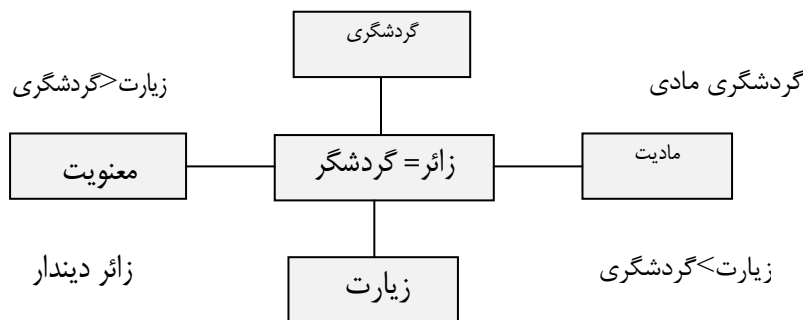 گردشگری
گردشگری مادی
زیارت<گردشگری
مادیت
زائر= گردشگر
معنویت
زیارت>گردشگری
زیارت
زائر دیندار